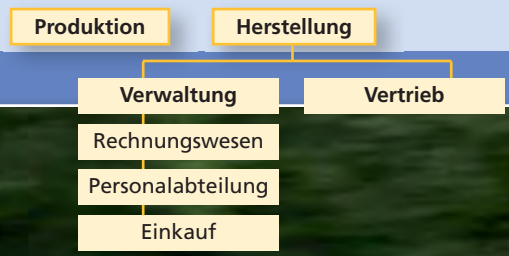 Produktion
Herstellung
Verwaltung
Vertrieb
Rechnungswesen
Personalabteilung
Einkauf